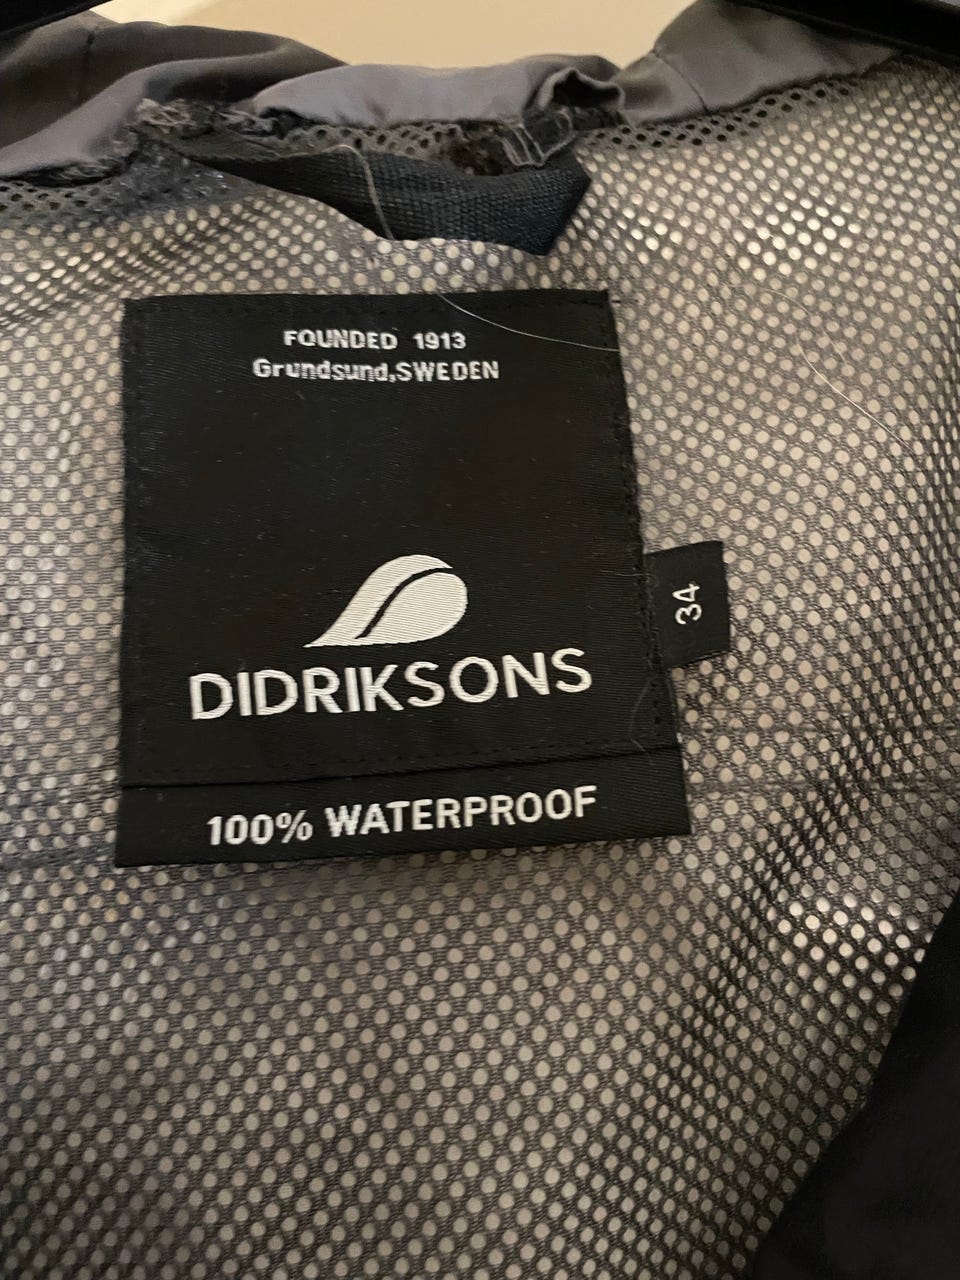 FOUNDED 1913
Grundsund,SWEDEN
DIDRIKSONS
34
100% WATERPROOF